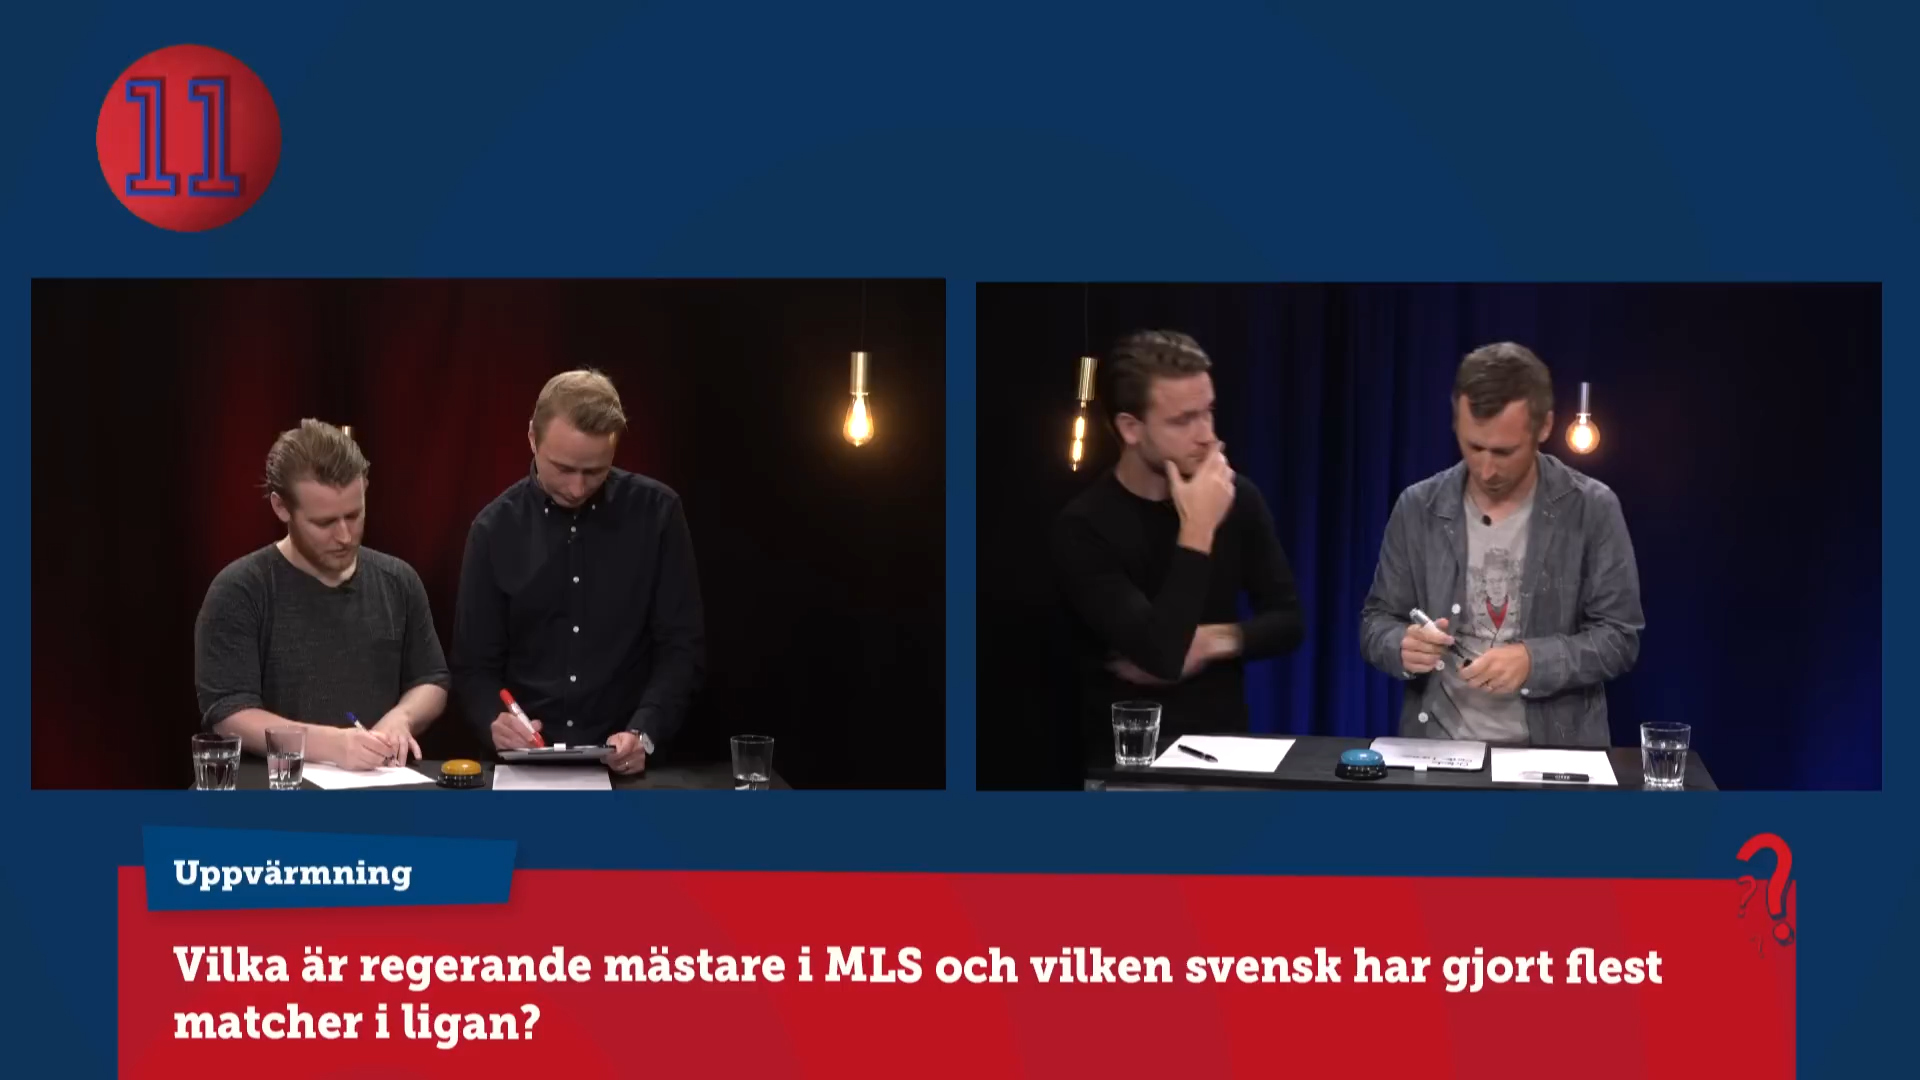 11
Uppvärmning
Vilka är regerande mästare i MLS och vilken svensk har gjort flest
matcher i ligan?